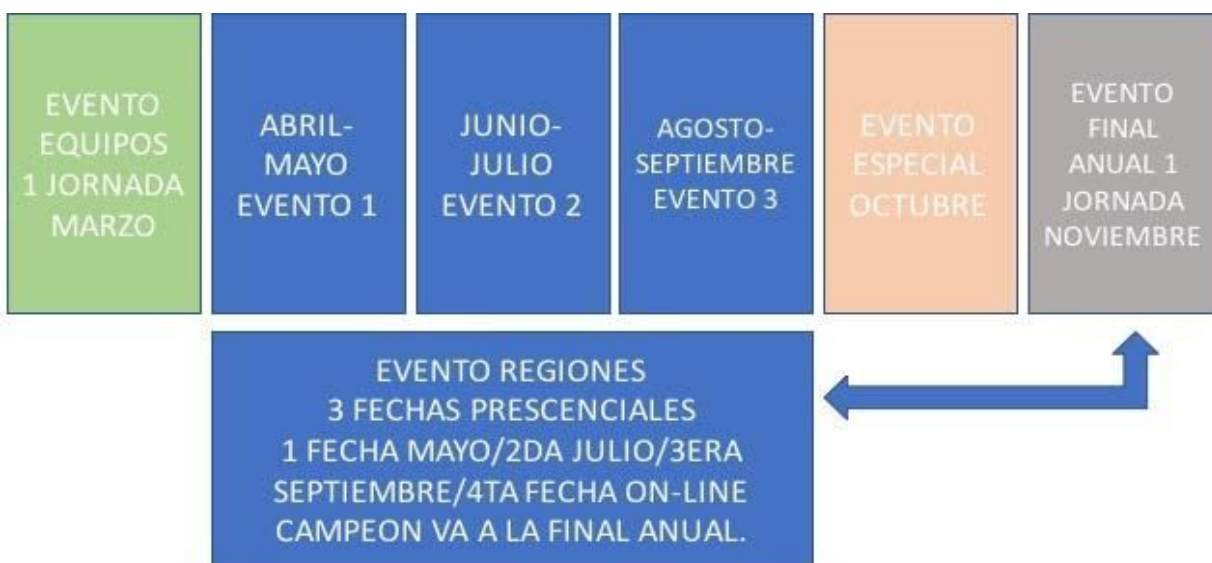 EVENTO
EQUIPOS
1 JORNADA
MARZO
ABRIL-
MAYO
EVENTO 1
JUNIO-
JULIO
EVENTO 2
AGOSTO-
SEPTIEMBRE
EVENTO 3
EVENTO
ESPECIAL
OCTUBRE
EVENTO
FINAL
ANUAL 1
JORNADA
NOVIEMBRE
EVENTO REGIONES
3 FECHAS PRESCENCIALES
1 FECHA MAYO/2DA JULIO/3ERA
SEPTIEMBRE/4TA FECHA ON-LINE
CAMPEON VA A LA FINAL ANUAL.